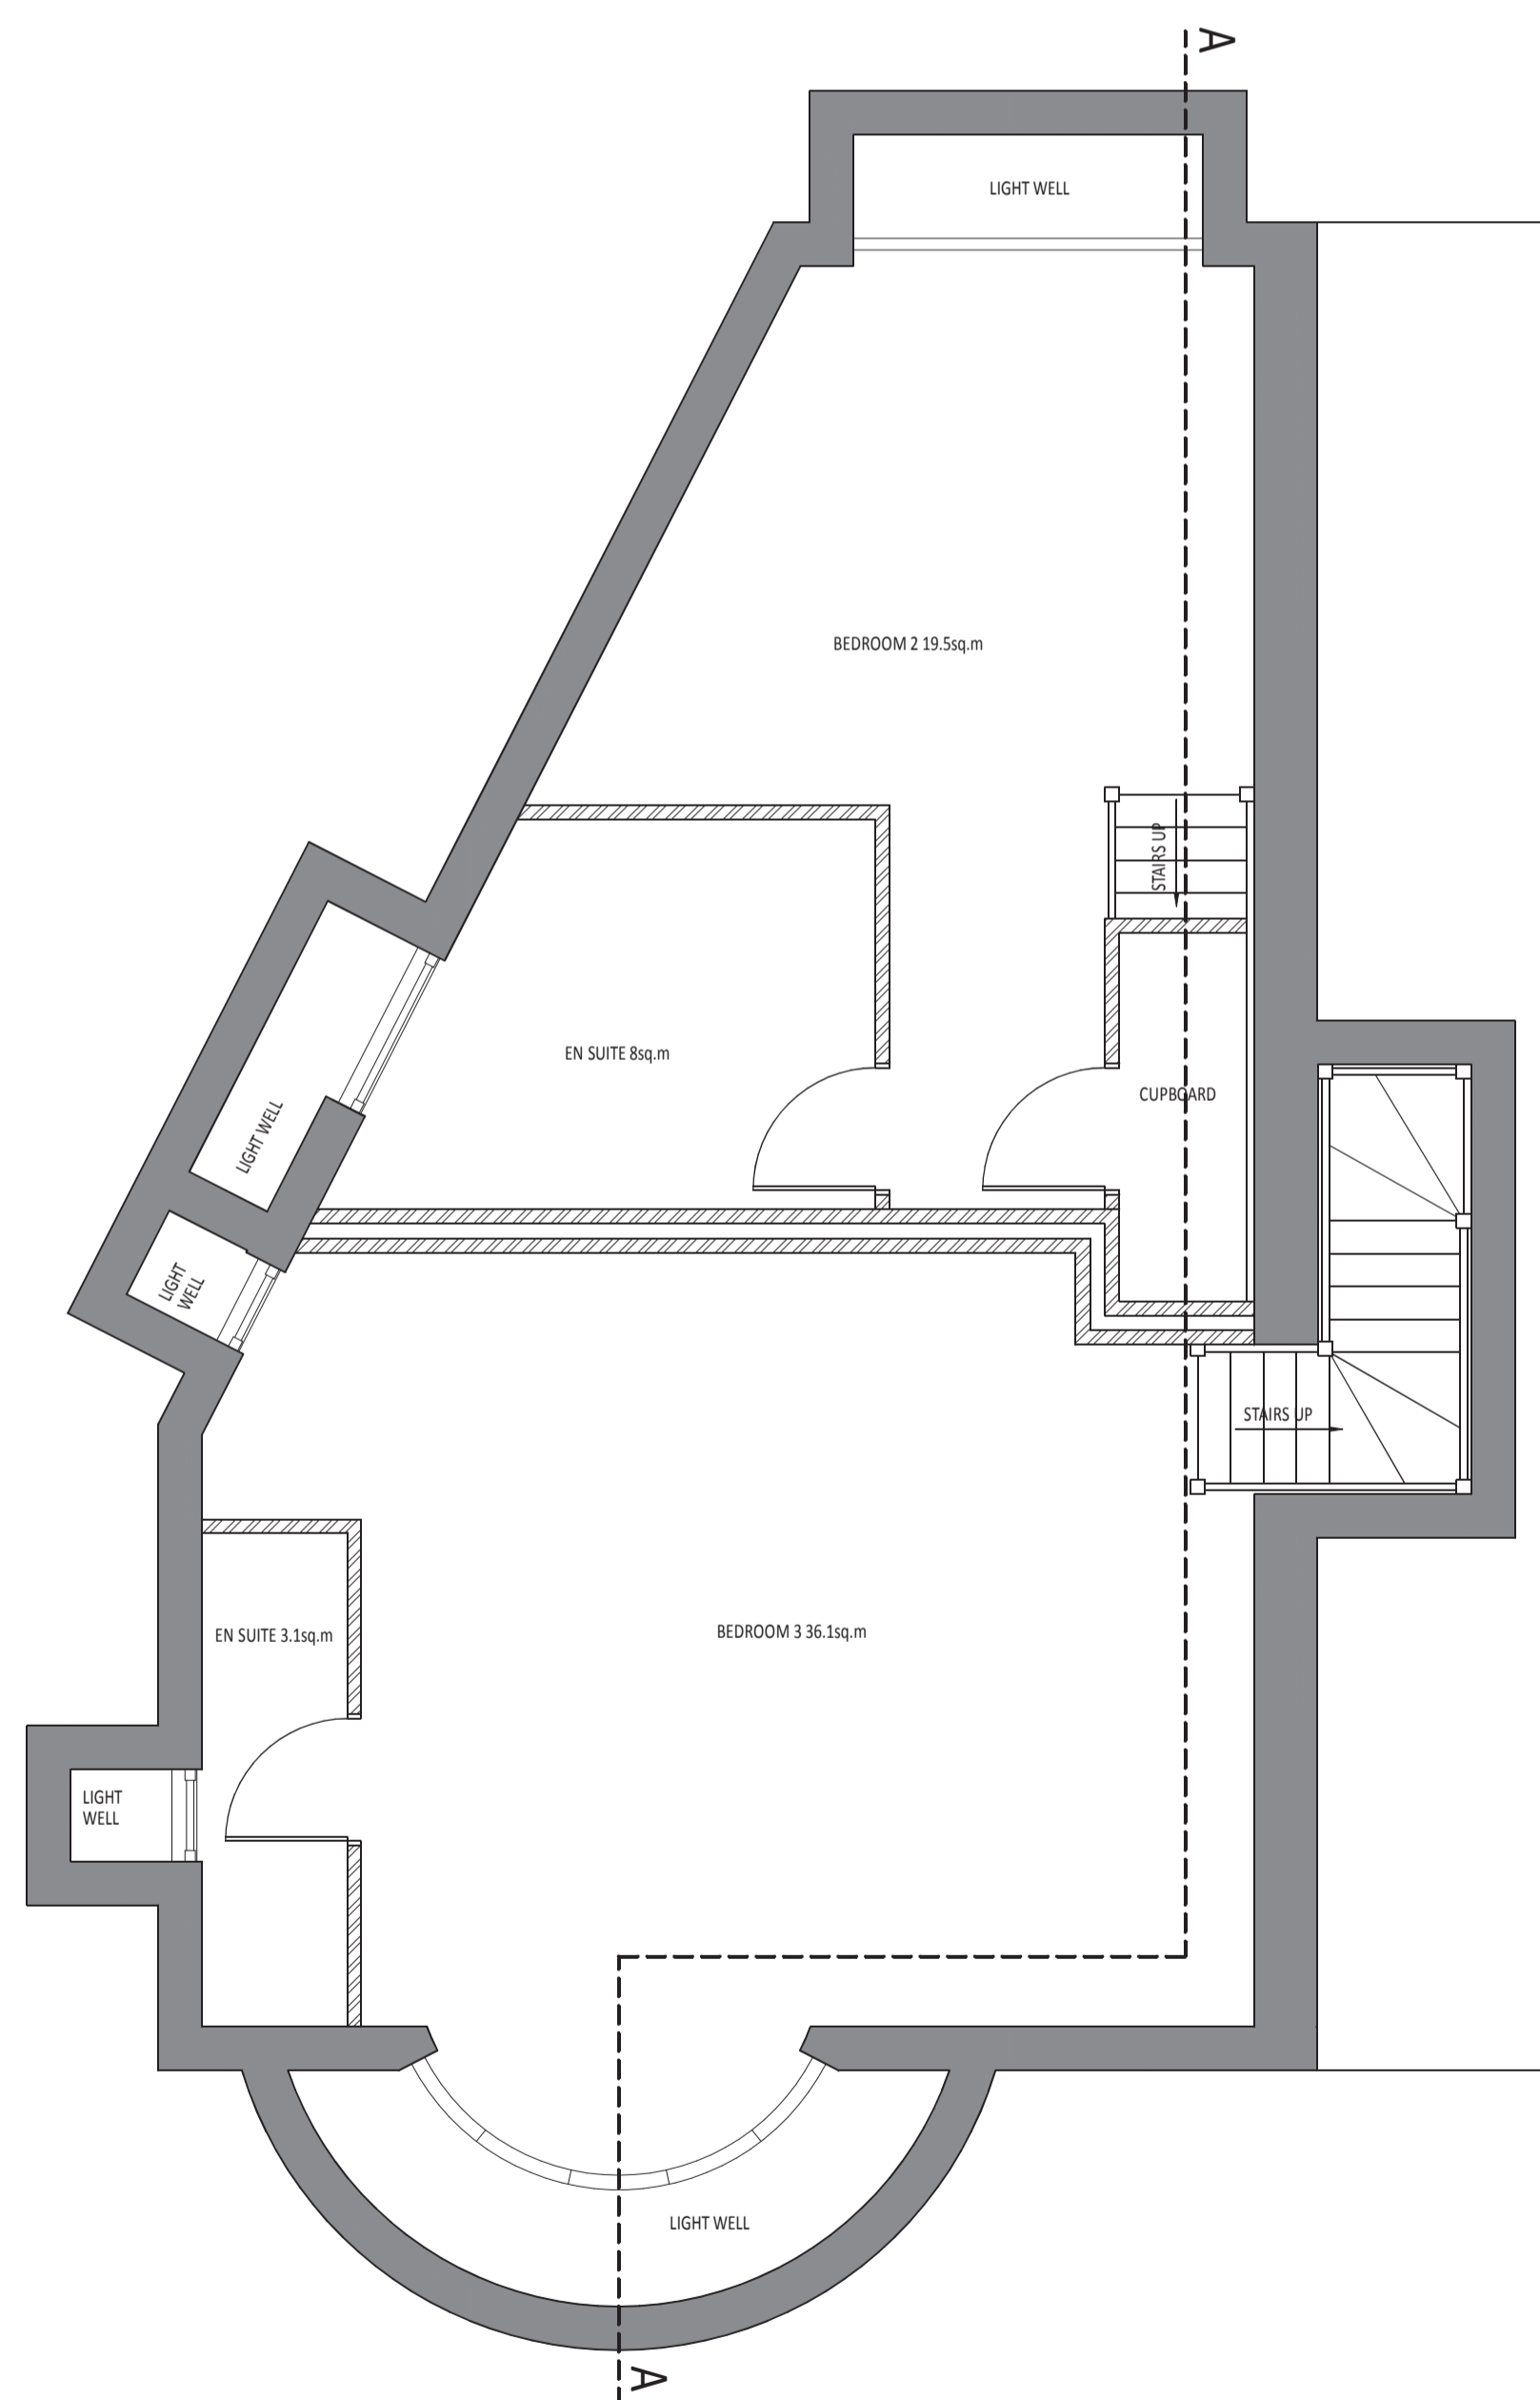 A
LIGHT WELL
BEDROOM 2 19.5sq.m
STAIRS UP
EN SUITE 8sq.m
CUPBOARD
LIGHT WELL
LIGHT
WELL
STAIRS UP
EN SUITE 3.1sq.m
BEDROOM 3 36.1sq.m
LIGHT
WELL
LIGHT WELL
A